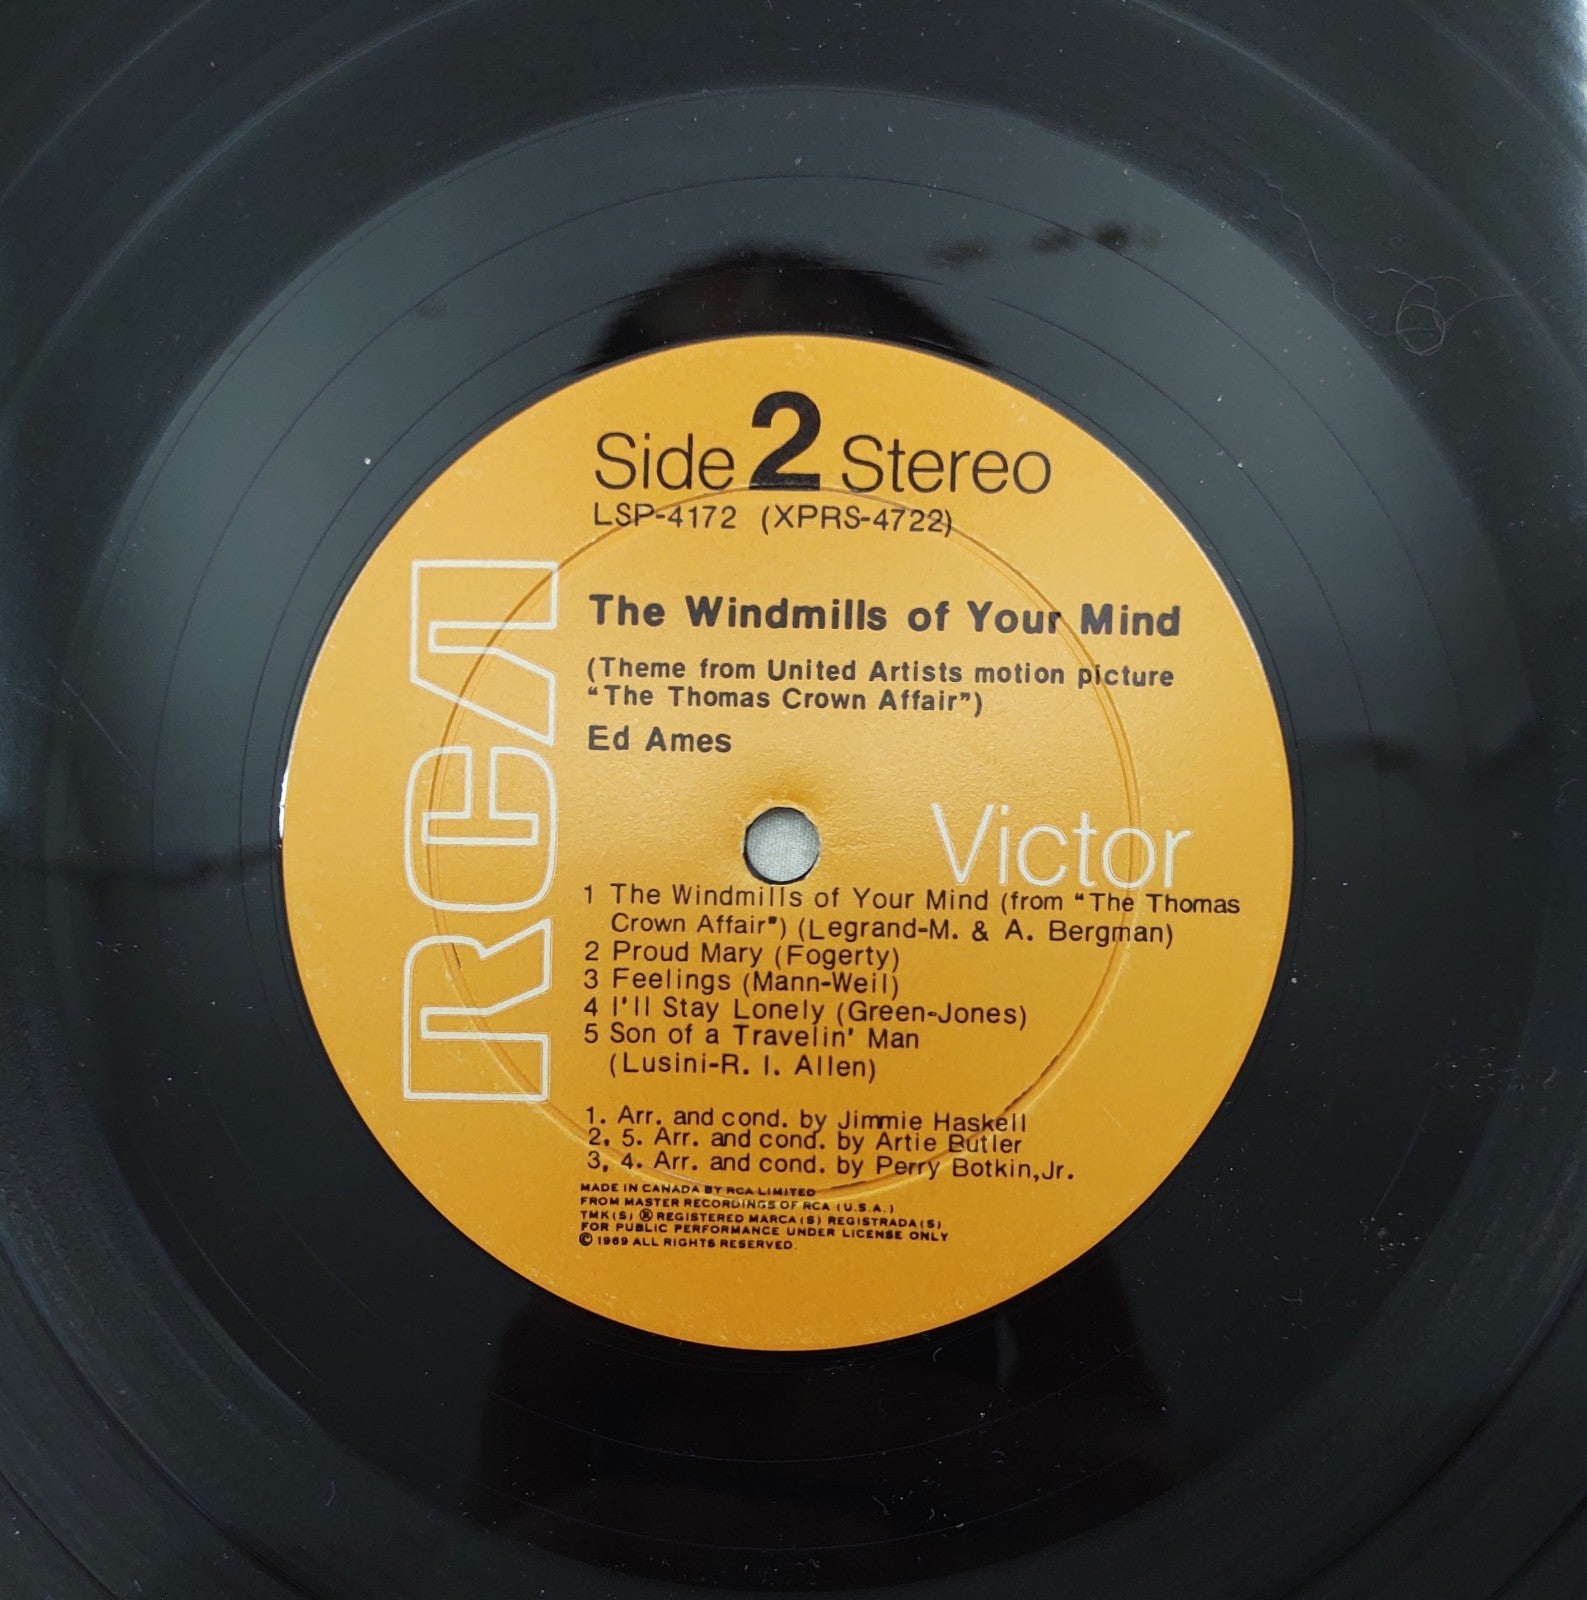 Side 2 Stereo
LSP-4172 (XPRS-4722)
The Windmills of Your Mind
(Theme from United Artists motion picture
“The Thomas Crown Affair”)
Ed Ames
RCA
Victor
1 The Windmills of Your Mind (from “The Thomas
Crown Affair”) (Legrand-M. & A. Bergman)
2 Proud Mary (Fogerty)
3 Feelings (Mann-Weil)
4 I'll Stay Lonely (Green-Jones)
5 Son of a Travelin' Man
(Lusini-R. I. Allen)
1. Arr. and cond. by Jimmie Haskell
2, 5. Arr. and cond. by Artie Butler
3, 4. Arr. and cond. by Perry Botkin,Jr.
MADE IN CANADA BY RCA LIMITED
FROM MASTER RECORDINGS OF RCA (U.S.A.)
TMK(S) ® REGISTERED MARCA(S) REGISTRADA(S)
FOR PUBLIC PERFORMANCE UNDER LICENSE ONLY
© 1969 ALL RIGHTS RESERVED.